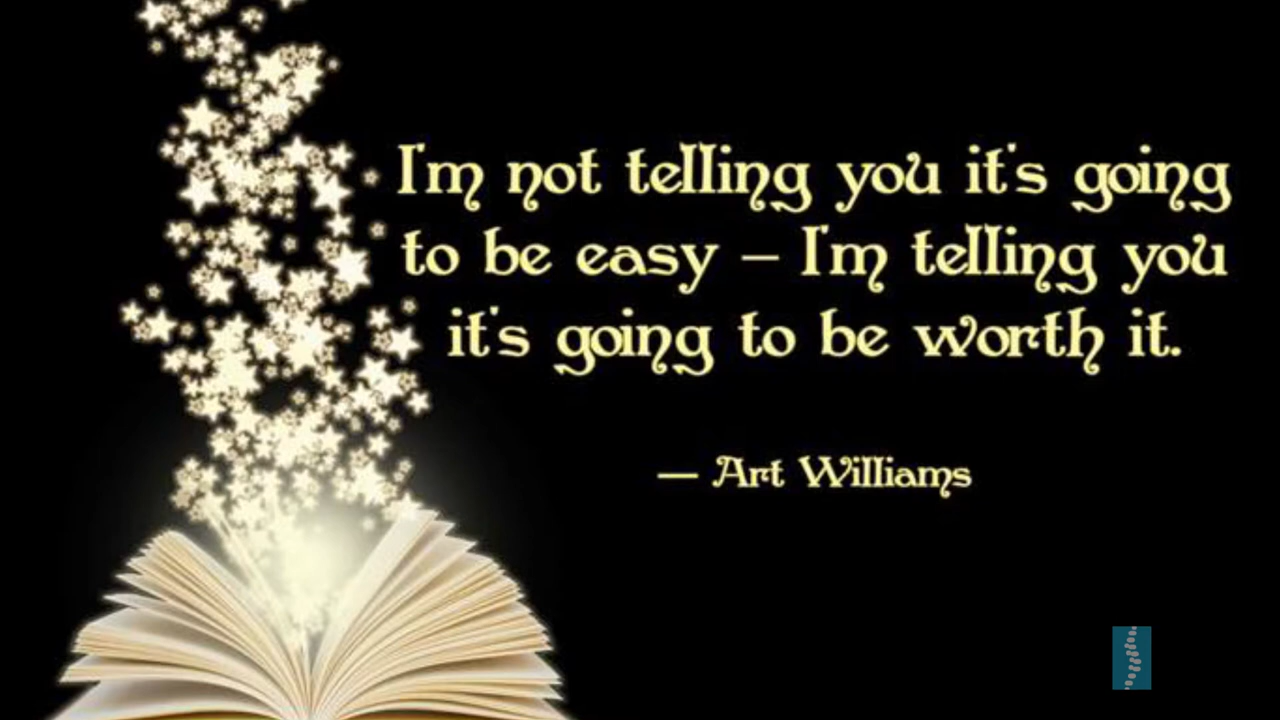 I'm not telling you it's going
to be easy – I'm telling you
it's going to be worth it.
— Art Williams